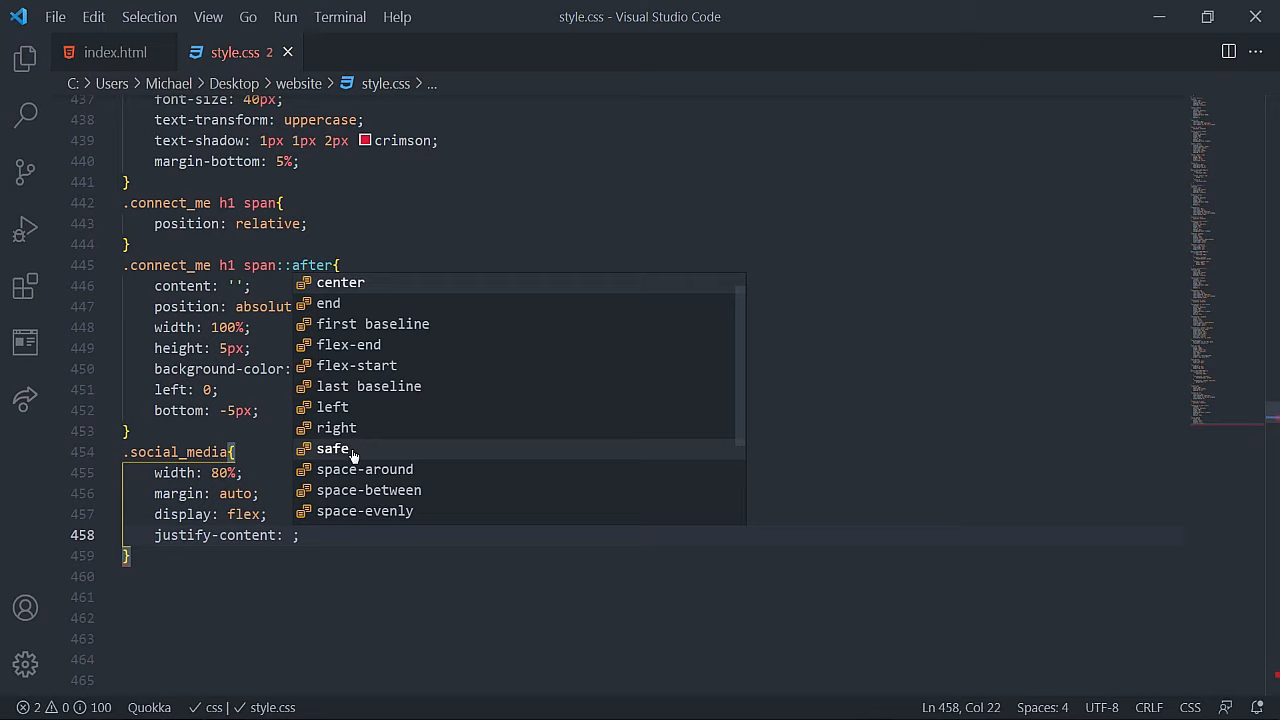 File Edit Selection View Go Run Terminal Help style.css - Visual Studio Code
index.html style.css 2
C: > Users > Michael > Desktop > website > style.css > ...
437 font-size: 40px;
438 text-transform: uppercase;
439 text-shadow: 1px 1px 2px crimson;
440 margin-bottom: 5%;
441 }
442 .connect_me h1 span{
443 position: relative;
444 }
445 .connect_me h1 span::after{
446 content: '';
447 position: absolut
448 width: 100%;
449 height: 5px;
450 background-color:
451 left: 0;
452 bottom: -5px;
453 }
454 .social_media{
455 width: 80%;
456 margin: auto;
457 display: flex;
458 justify-content: ;
459 }
460
461
462
463
464
465
center
end
first baseline
flex-end
flex-start
last baseline
left
right
safe
space-around
space-between
space-evenly
2 0 100 Quokka css style.css Ln 458, Col 22 Spaces: 4 UTF-8 CRLF CSS